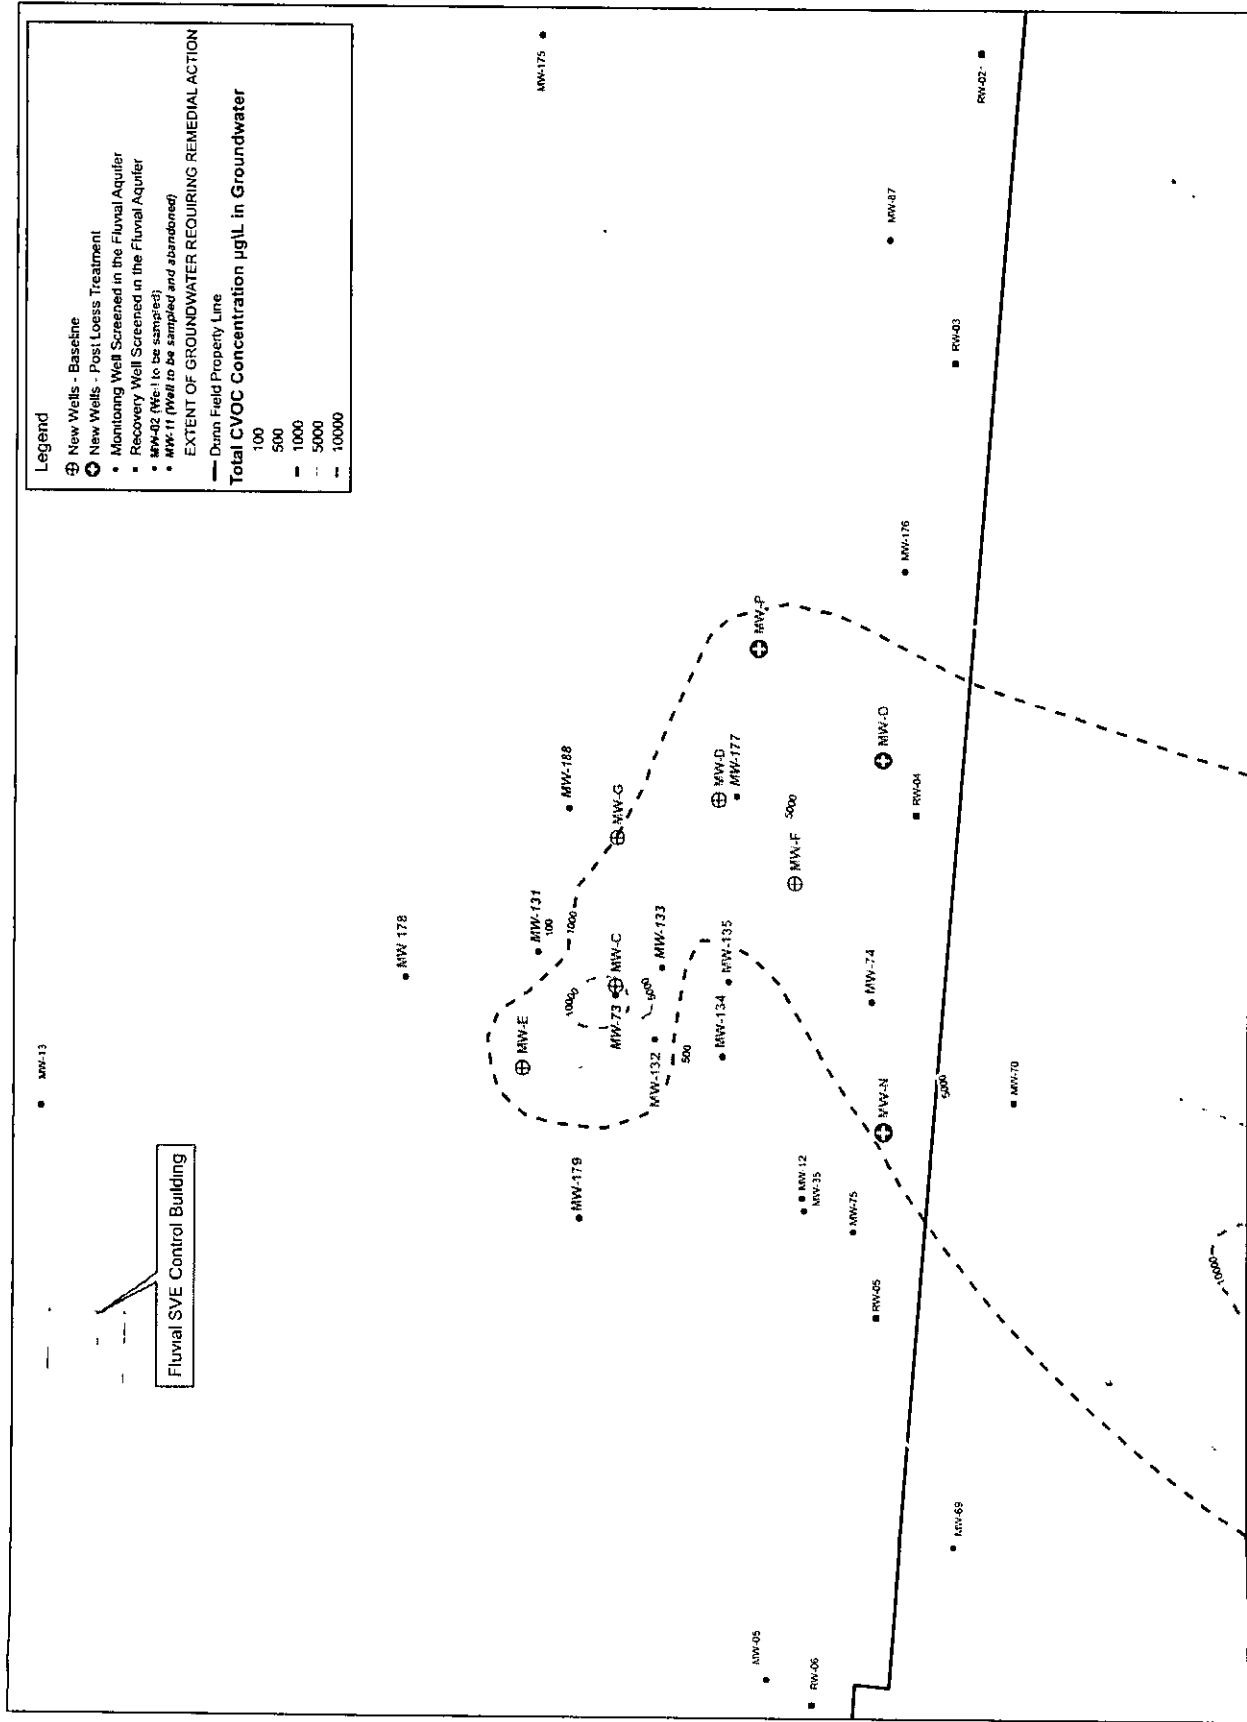 Legend
New Wells - Baseline
New Wells - Post Loess Treatment
Monitoring Well Screened in the Fluvial Aquifer
Recovery Well Screened in the Fluvial Aquifer
MW-02 (Well to be sampled)
MW-11 (Well to be sampled and abandoned)
EXTENT OF GROUNDWATER REQUIRING REMEDIAL ACTION
Dunn Field Property Line
Total CVOC Concentration µg\L in Groundwater
100
500
1000
5000
10000
MW-13
Fluvial SVE Control Building
MW 178
MW-175
MW-179
MW-E
MW-131
100
1000
MW-188
10000
MW-73
MW-C
MW-G
MW-132
5000
MW-133
500
MW-134
MW-135
MW-D
MW-177
MW-P
MW-F
5000
MW-12
MW-35
MW-75
MW-74
MW-N
MW-O
RW-04
MW-176
MW-87
RW-03
RW-02
RW-05
5000
MW-70
MW-05
RW-06
MW-69
10000